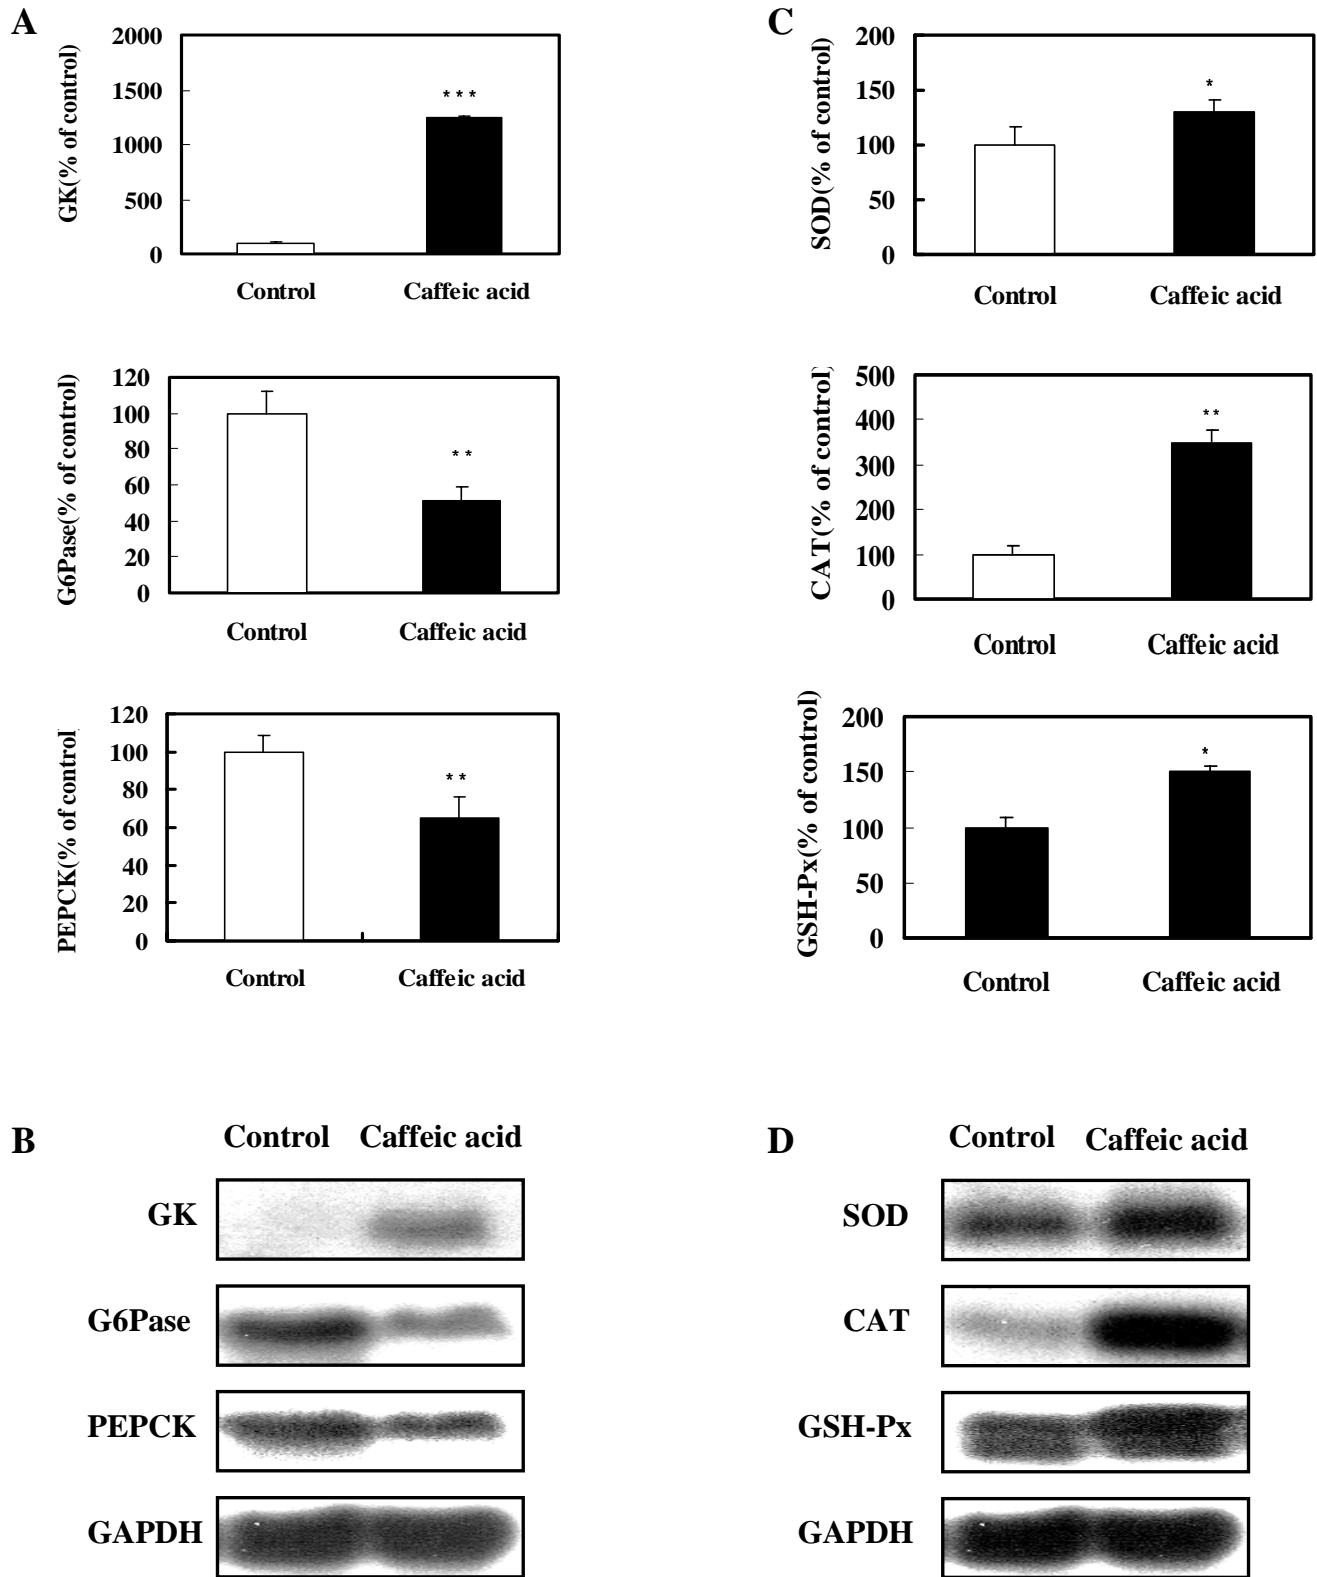 A
GK(% of control)
2000
1500
1000
500
0
* * *
Control Caffeic acid
G6Pase(% of control)
120
100
80
60
40
20
0
* *
Control Caffeic acid
PEPCK(% of control
120
100
80
60
40
20
0
* *
Control Caffeic acid
C
SOD(% of control)
200
150
100
50
0
*
Control Caffeic acid
CAT(% of control)
500
400
300
200
100
0
* *
Control Caffeic acid
GSH-Px(% of control)
200
150
100
50
0
*
Control Caffeic acid
B
Control Caffeic acid
GK
G6Pase
PEPCK
GAPDH
D
Control Caffeic acid
SOD
CAT
GSH-Px
GAPDH